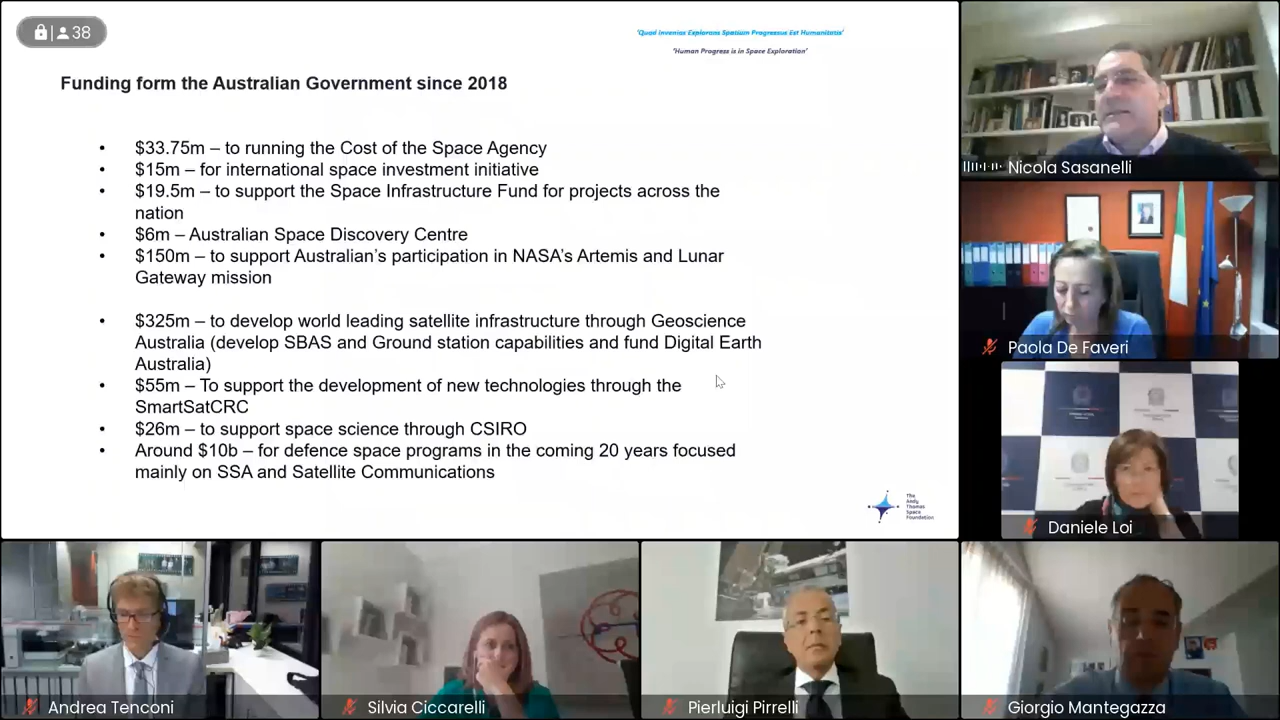 38
'Quod Invenias Explorans Spatium Progressus Est Humanitatis'
'Human Progress is in Space Exploration'
Funding form the Australian Government since 2018
• $33.75m – to running the Cost of the Space Agency
• $15m – for international space investment initiative
• $19.5m – to support the Space Infrastructure Fund for projects across the
nation
• $6m – Australian Space Discovery Centre
• $150m – to support Australian's participation in NASA's Artemis and Lunar
Gateway mission
• $325m – to develop world leading satellite infrastructure through Geoscience
Australia (develop SBAS and Ground station capabilities and fund Digital Earth
Australia)
• $55m – To support the development of new technologies through the
SmartSatCRC
• $26m – to support space science through CSIRO
• Around $10b – for defence space programs in the coming 20 years focused
mainly on SSA and Satellite Communications
The
Andy
Thomas
Space
Foundation
Nicola Sasanelli
Paola De Faveri
Daniele Loi
Andrea Tenconi
Silvia Ciccarelli
Pierluigi Pirrelli
Giorgio Mantegazza